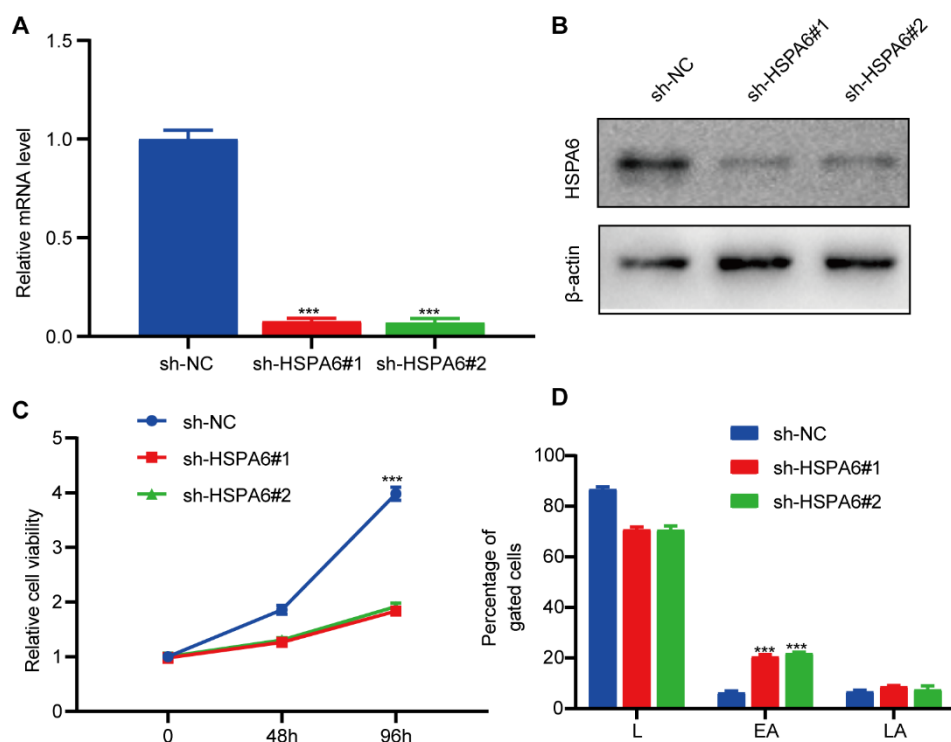 A
Relative mRNA level
1.5
1.0
0.5
0.0
***
***
sh-NC
sh-HSPA6#1
sh-HSPA6#2
B
sh-NC
sh-HSPA6#1
sh-HSPA6#2
HSPA6
β-actin
C
sh-NC
sh-HSPA6#1
sh-HSPA6#2
Relative cell viability
5
4
3
2
1
0
***
0
48h
96h
D
sh-NC
sh-HSPA6#1
sh-HSPA6#2
Percentage of
gated cells
100
80
60
40
20
0
***
***
L
EA
LA